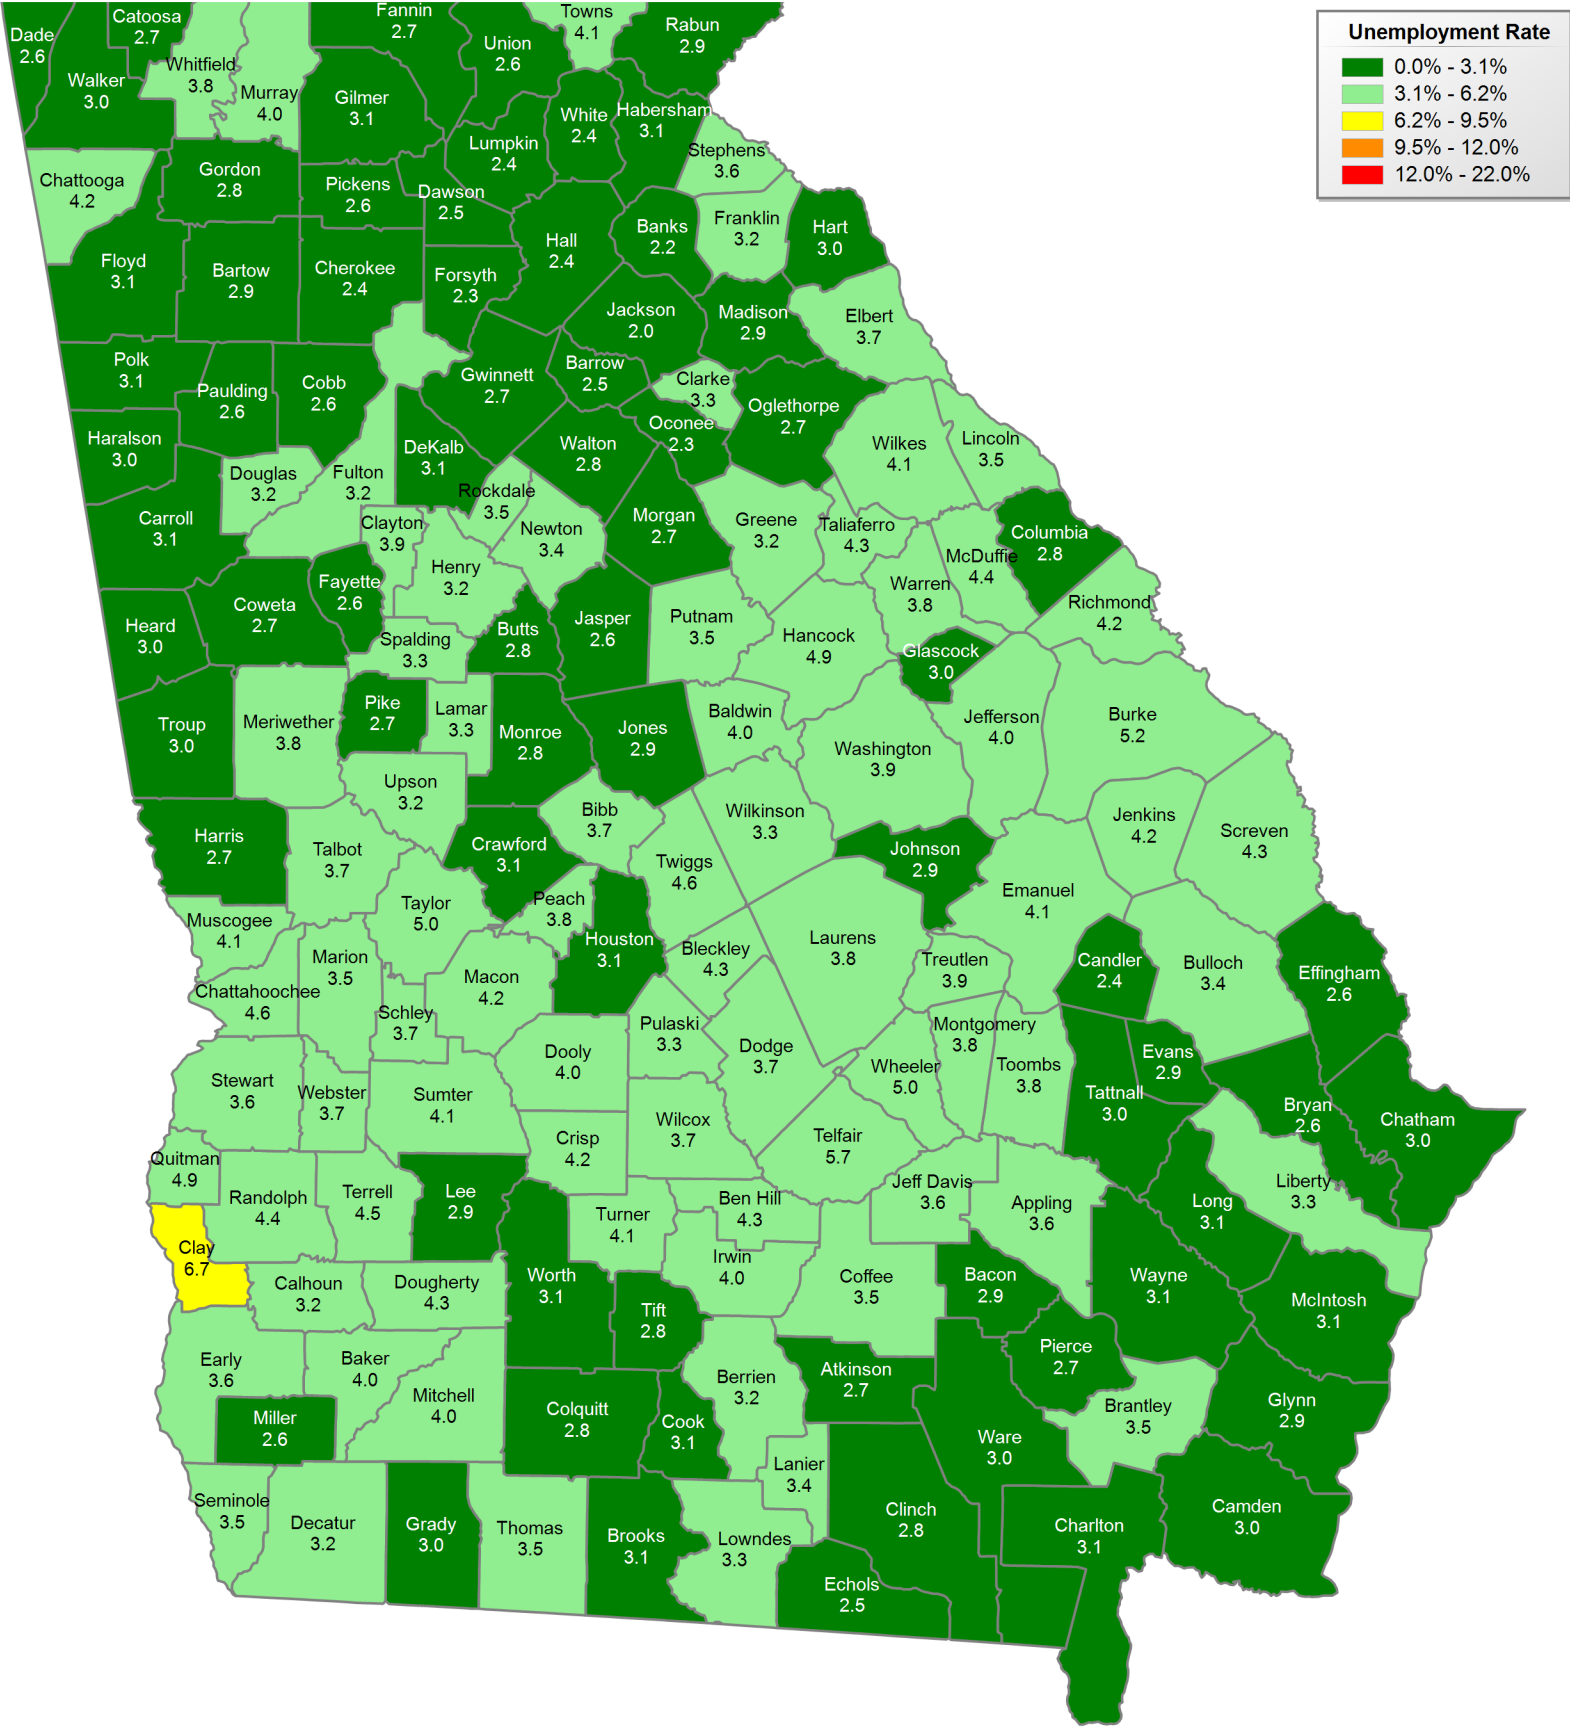 Unemployment Rate
0.0% - 3.1%
3.1% - 6.2%
6.2% - 9.5%
9.5% - 12.0%
12.0% - 22.0%
Dade
2.6
Catoosa
2.7
Fannin
2.7
Towns
4.1
Rabun
2.9
Union
2.6
Walker
3.0
Whitfield
3.8
Murray
4.0
Gilmer
3.1
White
2.4
Habersham
3.1
Lumpkin
2.4
Stephens
3.6
Chattooga
4.2
Gordon
2.8
Pickens
2.6
Dawson
2.5
Hall
2.4
Banks
2.2
Franklin
3.2
Hart
3.0
Floyd
3.1
Bartow
2.9
Cherokee
2.4
Forsyth
2.3
Jackson
2.0
Madison
2.9
Elbert
3.7
Polk
3.1
Paulding
2.6
Cobb
2.6
Gwinnett
2.7
Barrow
2.5
Clarke
3.3
Oglethorpe
2.7
Oconee
2.3
Haralson
3.0
Douglas
3.2
Fulton
3.2
DeKalb
3.1
Rockdale
3.5
Walton
2.8
Wilkes
4.1
Lincoln
3.5
Carroll
3.1
Clayton
3.9
Newton
3.4
Morgan
2.7
Greene
3.2
Taliaferro
4.3
Columbia
2.8
McDuffie
4.4
Henry
3.2
Warren
3.8
Richmond
4.2
Heard
3.0
Coweta
2.7
Fayette
2.6
Spalding
3.3
Butts
2.8
Jasper
2.6
Putnam
3.5
Hancock
4.9
Glascock
3.0
Troup
3.0
Meriwether
3.8
Pike
2.7
Lamar
3.3
Monroe
2.8
Jones
2.9
Baldwin
4.0
Washington
3.9
Jefferson
4.0
Burke
5.2
Upson
3.2
Harris
2.7
Talbot
3.7
Crawford
3.1
Bibb
3.7
Twiggs
4.6
Wilkinson
3.3
Johnson
2.9
Jenkins
4.2
Screven
4.3
Emanuel
4.1
Muscogee
4.1
Taylor
5.0
Peach
3.8
Houston
3.1
Bleckley
4.3
Laurens
3.8
Treutlen
3.9
Candler
2.4
Bulloch
3.4
Effingham
2.6
Chattahoochee
4.6
Marion
3.5
Macon
4.2
Schley
3.7
Pulaski
3.3
Dooly
4.0
Dodge
3.7
Montgomery
3.8
Wheeler
5.0
Toombs
3.8
Evans
2.9
Tattnall
3.0
Bryan
2.6
Chatham
3.0
Stewart
3.6
Webster
3.7
Sumter
4.1
Crisp
4.2
Wilcox
3.7
Telfair
5.7
Quitman
4.9
Randolph
4.4
Terrell
4.5
Lee
2.9
Turner
4.1
Ben Hill
4.3
Jeff Davis
3.6
Appling
3.6
Long
3.1
Liberty
3.3
Clay
6.7
Calhoun
3.2
Dougherty
4.3
Worth
3.1
Tift
2.8
Irwin
4.0
Coffee
3.5
Bacon
2.9
Wayne
3.1
McIntosh
3.1
Early
3.6
Baker
4.0
Mitchell
4.0
Miller
2.6
Colquitt
2.8
Cook
3.1
Berrien
3.2
Atkinson
2.7
Pierce
2.7
Brantley
3.5
Ware
3.0
Glynn
2.9
Lanier
3.4
Seminole
3.5
Decatur
3.2
Grady
3.0
Thomas
3.5
Brooks
3.1
Lowndes
3.3
Clinch
2.8
Echols
2.5
Charlton
3.1
Camden
3.0